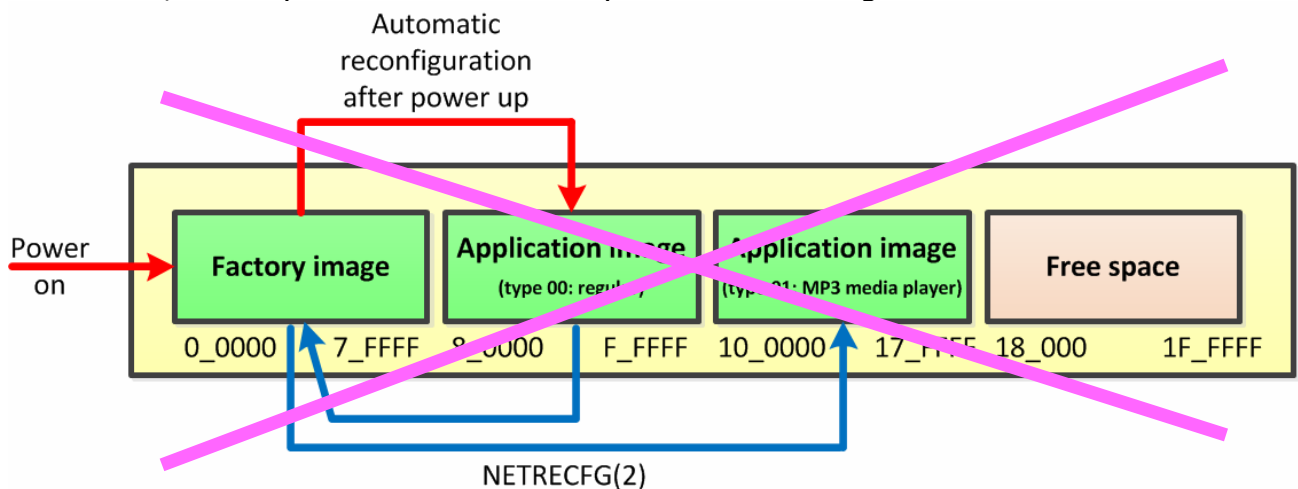 Automatic
reconfiguration
after power up
Power
on
Factory image
Application image
(type 00: regular)
Application image
(type 01: MP3 media player)
Free space
0_0000 7_FFFF 8_0000 F_FFFF 10_0000 17_FFFF 18_000 1F_FFFF
NETRECFG(2)